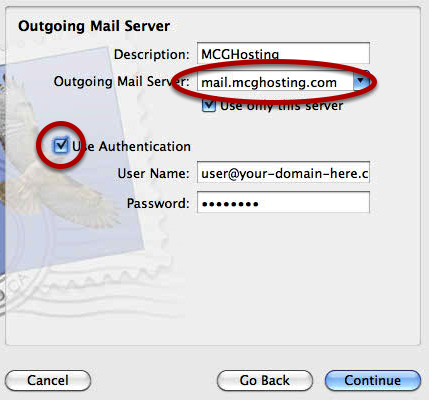 Outgoing Mail Server
Description: MCGHosting
Outgoing Mail Server: mail.mcghosting.com
Use only this server
Use Authentication
User Name: user@your-domain-here.c
Password: ••••••••
Cancel Go Back Continue